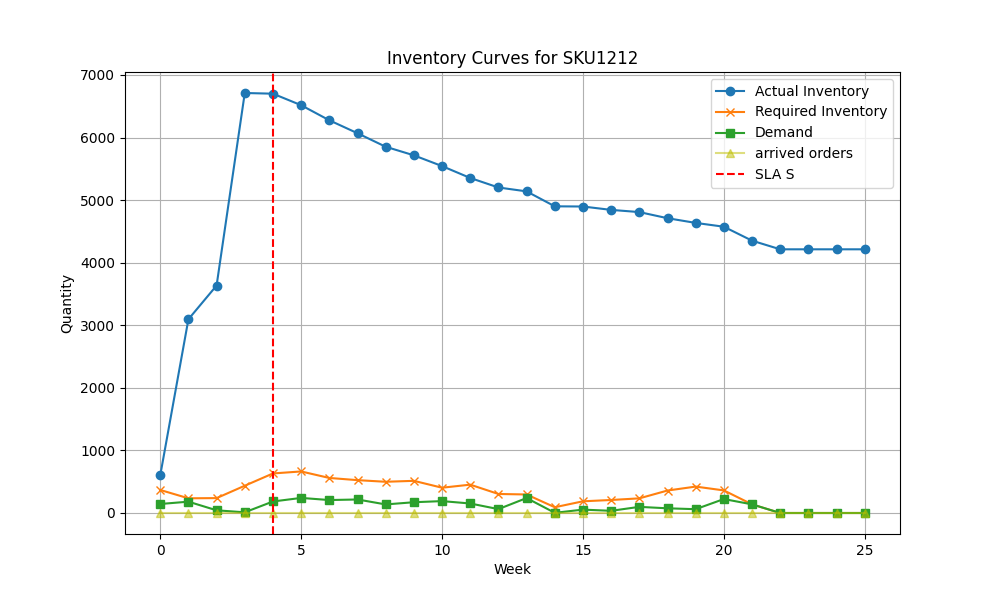 Inventory Curves for SKU1212
7000
6000
5000
4000
3000
2000
1000
0
Quantity
Actual Inventory
Required Inventory
Demand
arrived orders
SLA S
0 5 10 15 20 25
Week